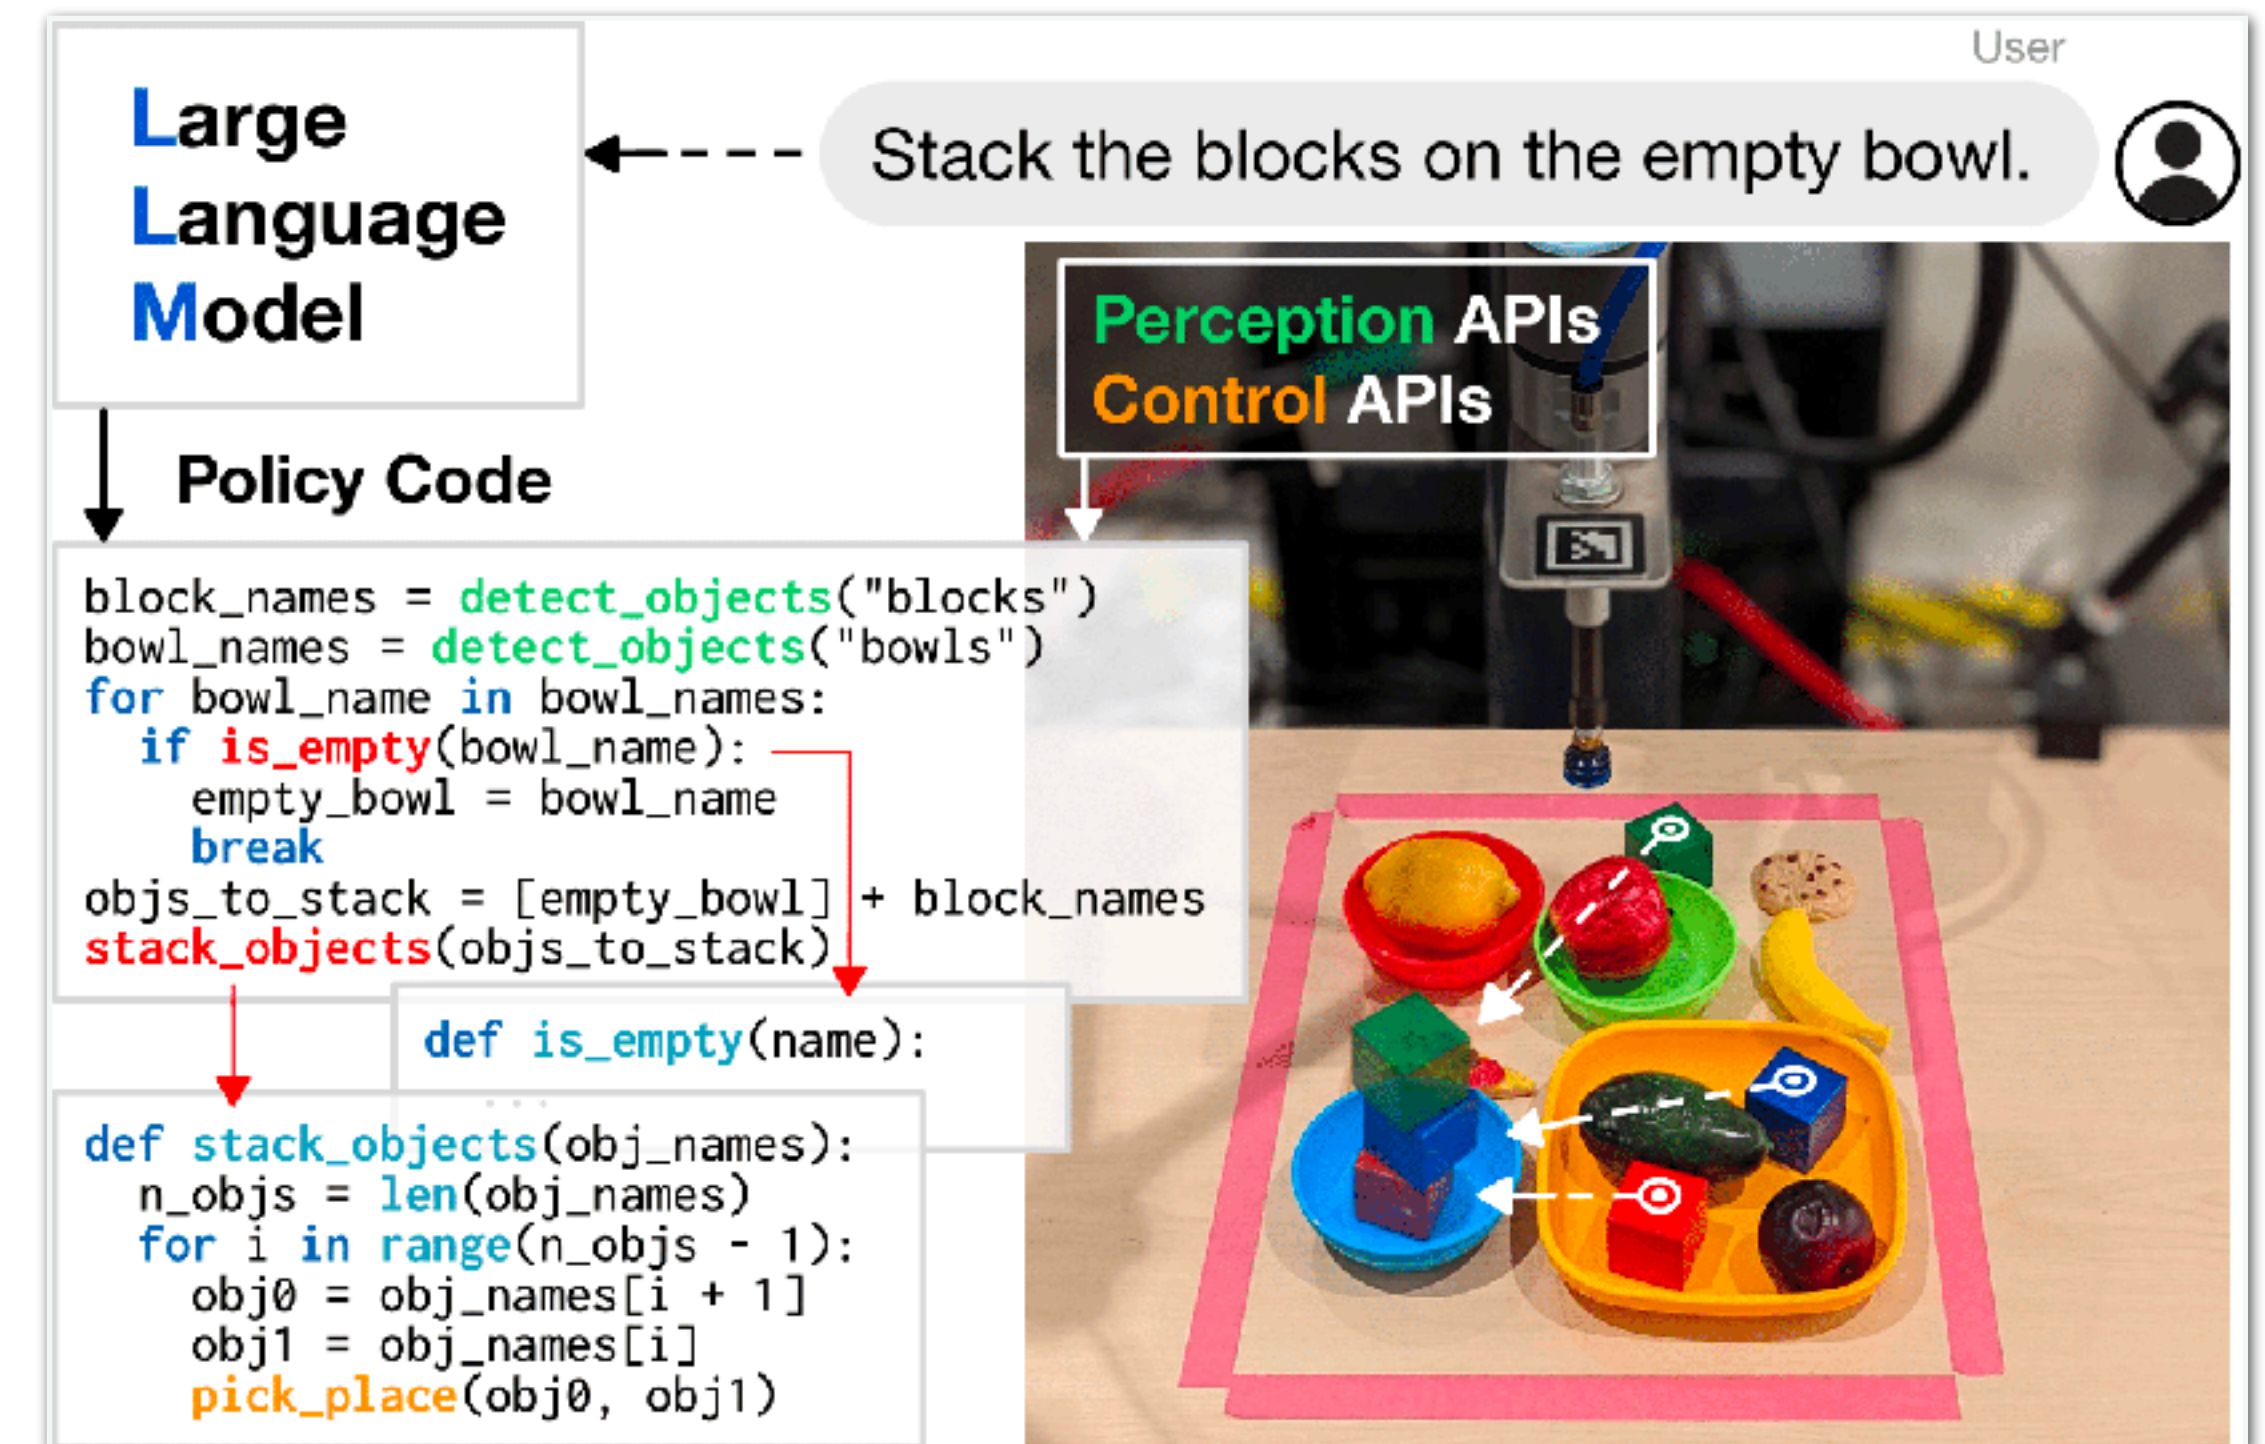 Large
Language
Model
User
Stack the blocks on the empty bowl.
Perception APIs
Control APIs
Policy Code
block_names = detect_objects("blocks")
bowl_names = detect_objects("bowls")
for bowl_name in bowl_names:
  if is_empty(bowl_name):
    empty_bowl = bowl_name
    break
objs_to_stack = [empty_bowl] + block_names
stack_objects(objs_to_stack)
def is_empty(name):
  ...
def stack_objects(obj_names):
  n_objs = len(obj_names)
  for i in range(n_objs - 1):
    obj0 = obj_names[i + 1]
    obj1 = obj_names[i]
    pick_place(obj0, obj1)